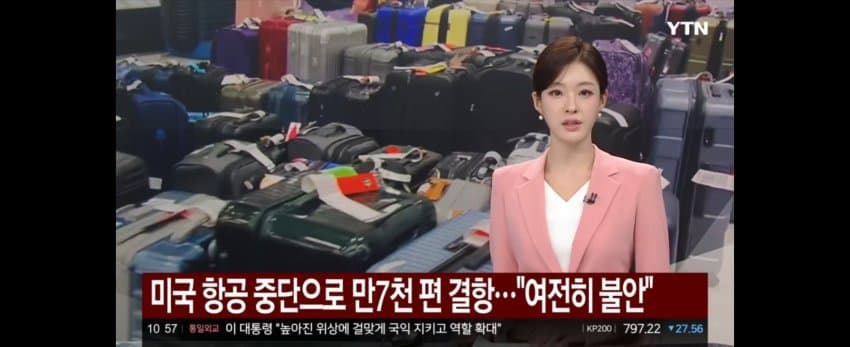 YTN
미국 항공 중단으로 만7천 편 결항…"여전히 불안"
10 57 통일외교 이 대통령 "높아진 위상에 걸맞게 국익 지키고 역할 확대" KP200 797.22 ▼27.56